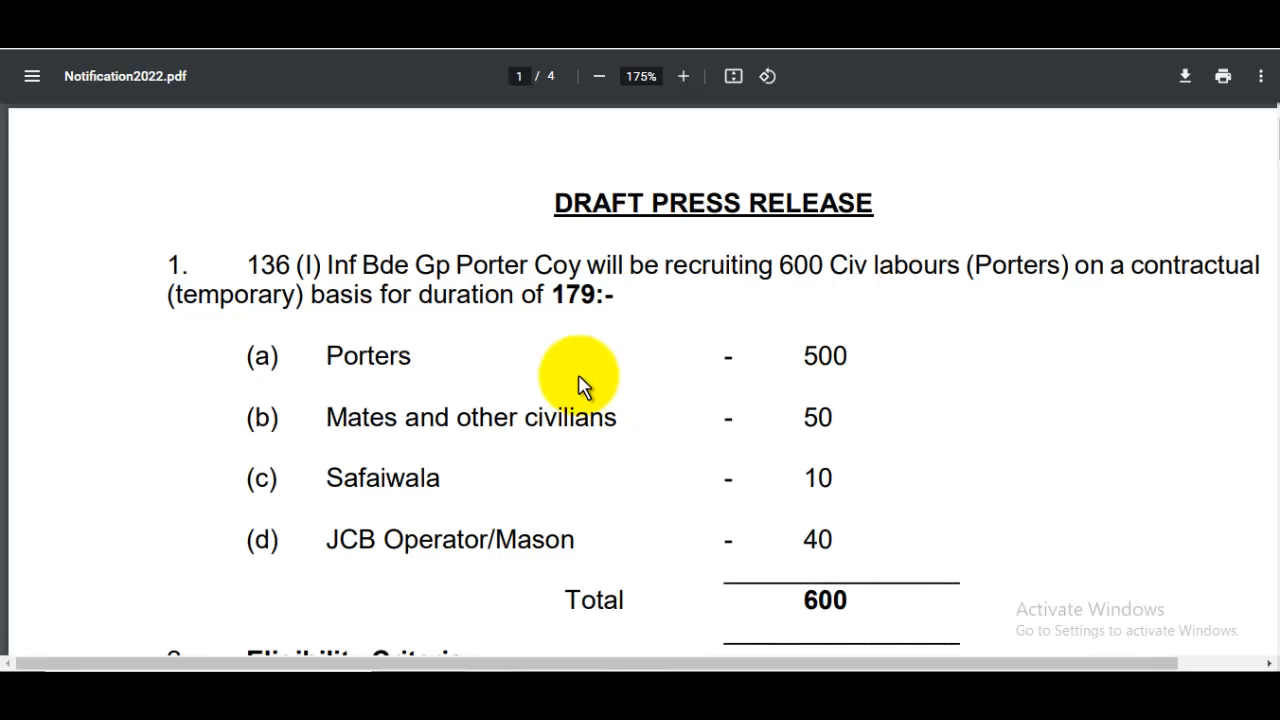 Notification2022.pdf
1 / 4
175%
DRAFT PRESS RELEASE
1. 136 (I) Inf Bde Gp Porter Coy will be recruiting 600 Civ labours (Porters) on a contractual
(temporary) basis for duration of 179:-
(a) Porters - 500
(b) Mates and other civilians - 50
(c) Safaiwala - 10
(d) JCB Operator/Mason - 40
Total 600
Activate Windows
Go to Settings to activate Windows.